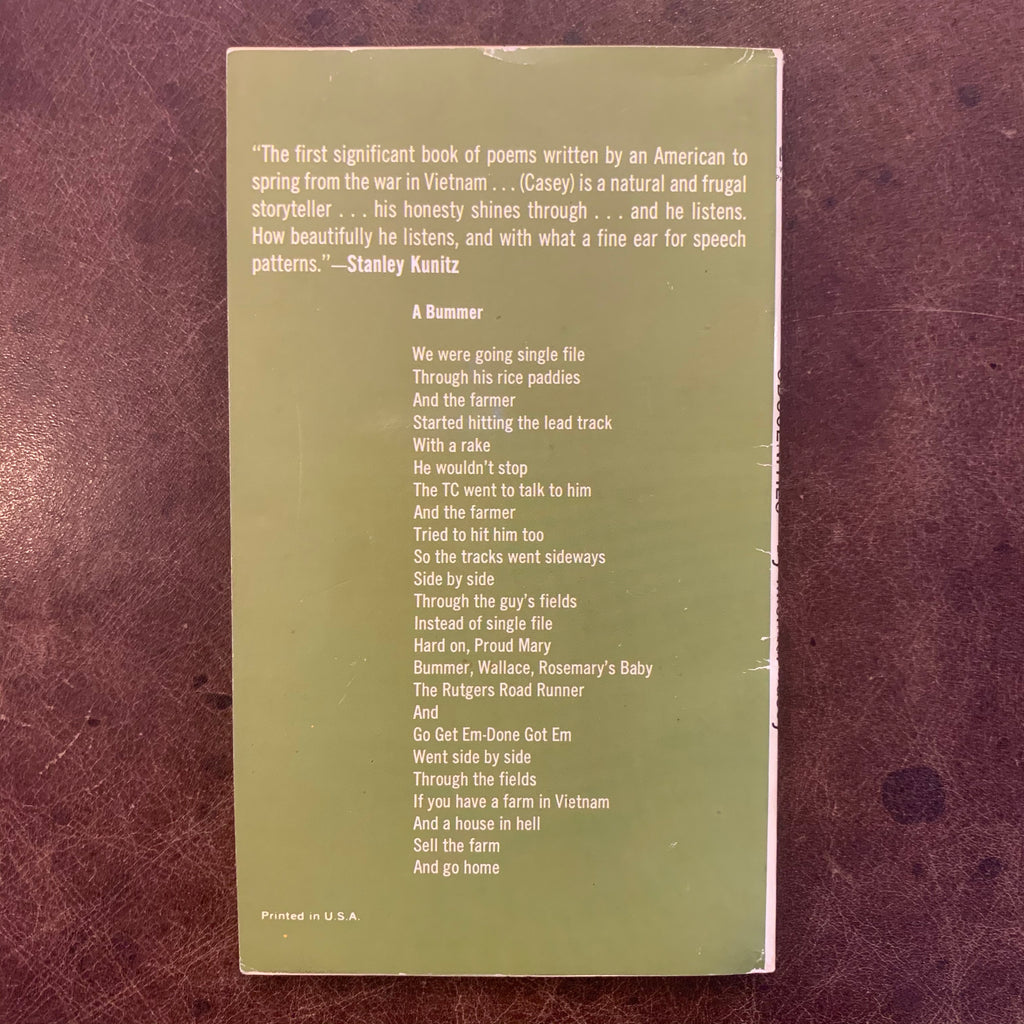 “The first significant book of poems written by an American to
spring from the war in Vietnam . . . (Casey) is a natural and frugal
storyteller . . . his honesty shines through . . . and he listens.
How beautifully he listens, and with what a fine ear for speech
patterns.”—Stanley Kunitz
A Bummer
We were going single file
Through his rice paddies
And the farmer
Started hitting the lead track
With a rake
He wouldn’t stop
The TC went to talk to him
And the farmer
Tried to hit him too
So the tracks went sideways
Side by side
Through the guy’s fields
Instead of single file
Hard on, Proud Mary
Bummer, Wallace, Rosemary’s Baby
The Rutgers Road Runner
And
Go Get Em-Done Got Em
Went side by side
Through the fields
If you have a farm in Vietnam
And a house in hell
Sell the farm
And go home
Printed in U.S.A.